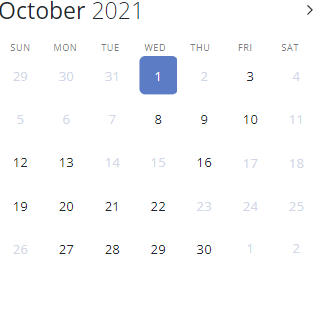 October 2021
SUN MON TUE WED THU FRI SAT
29 30 31 1 2 3 4
5 6 7 8 9 10 11
12 13 14 15 16 17 18
19 20 21 22 23 24 25
26 27 28 29 30 1 2